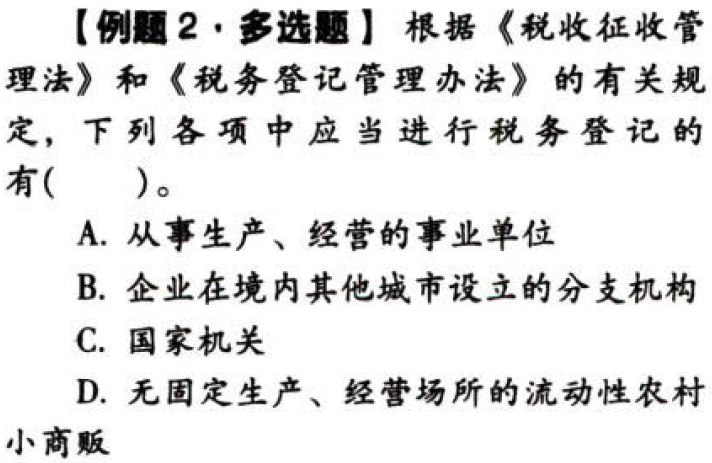 【例题2·多选题】 根据《税收征收管
理法》和《税务登记管理办法》的有关规
定，下列各项中应当进行税务登记的
有(　　)。
A. 从事生产、经营的事业单位
B. 企业在境内其他城市设立的分支机构
C. 国家机关
D. 无固定生产、经营场所的流动性农村
小商贩